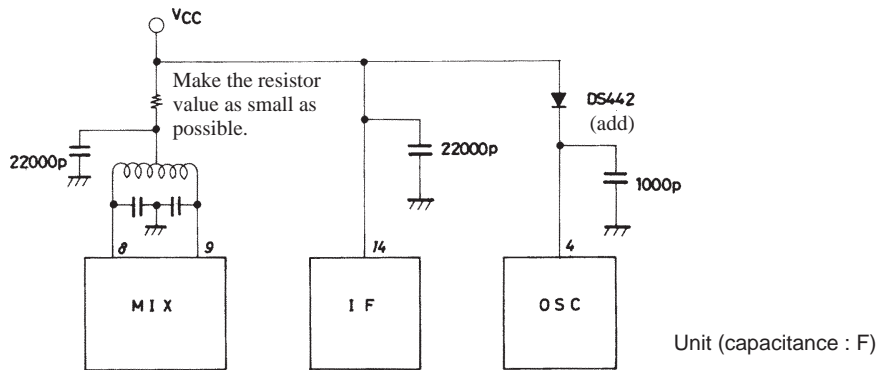 VCC
Make the resistor
value as small as
possible.
DS442
(add)
22000p
22000p
1000p
8
9
14
4
MIX
IF
OSC
Unit (capacitance : F)